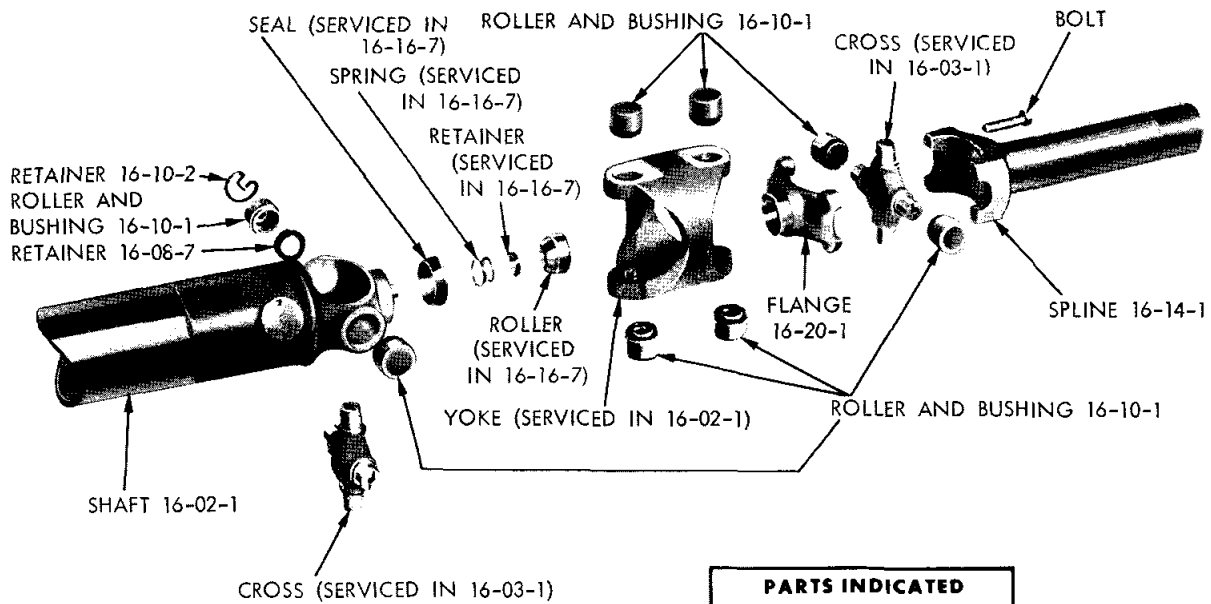 SEAL (SERVICED IN
16-16-7)
SPRING (SERVICED
IN 16-16-7)
RETAINER
(SERVICED
IN 16-16-7)
ROLLER AND BUSHING 16-10-1
CROSS (SERVICED
IN 16-03-1)
BOLT
RETAINER 16-10-2
ROLLER AND
BUSHING 16-10-1
RETAINER 16-08-7
ROLLER
(SERVICED
IN 16-16-7)
FLANGE
16-20-1
SPLINE 16-14-1
YOKE (SERVICED IN 16-02-1)
ROLLER AND BUSHING 16-10-1
SHAFT 16-02-1
CROSS (SERVICED IN 16-03-1)
PARTS INDICATED